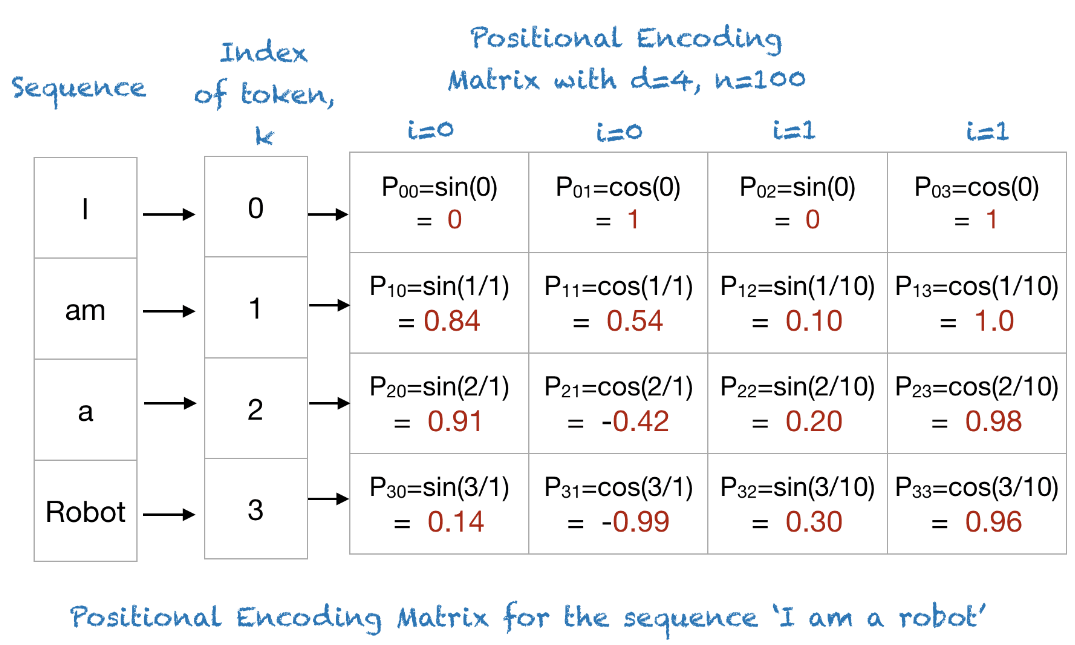 Sequence
Index
of token,
k
Positional Encoding
Matrix with d=4, n=100
i=0 i=0 i=1 i=1
I 0 P₀₀=sin(0) P₀₁=cos(0) P₀₂=sin(0) P₀₃=cos(0)
= 0 = 1 = 0 = 1
am 1 P₁₀=sin(1/1) P₁₁=cos(1/1) P₁₂=sin(1/10) P₁₃=cos(1/10)
= 0.84 = 0.54 = 0.10 = 1.0
a 2 P₂₀=sin(2/1) P₂₁=cos(2/1) P₂₂=sin(2/10) P₂₃=cos(2/10)
= 0.91 = -0.42 = 0.20 = 0.98
Robot 3 P₃₀=sin(3/1) P₃₁=cos(3/1) P₃₂=sin(3/10) P₃₃=cos(3/10)
= 0.14 = -0.99 = 0.30 = 0.96
Positional Encoding Matrix for the sequence ‘I am a robot’